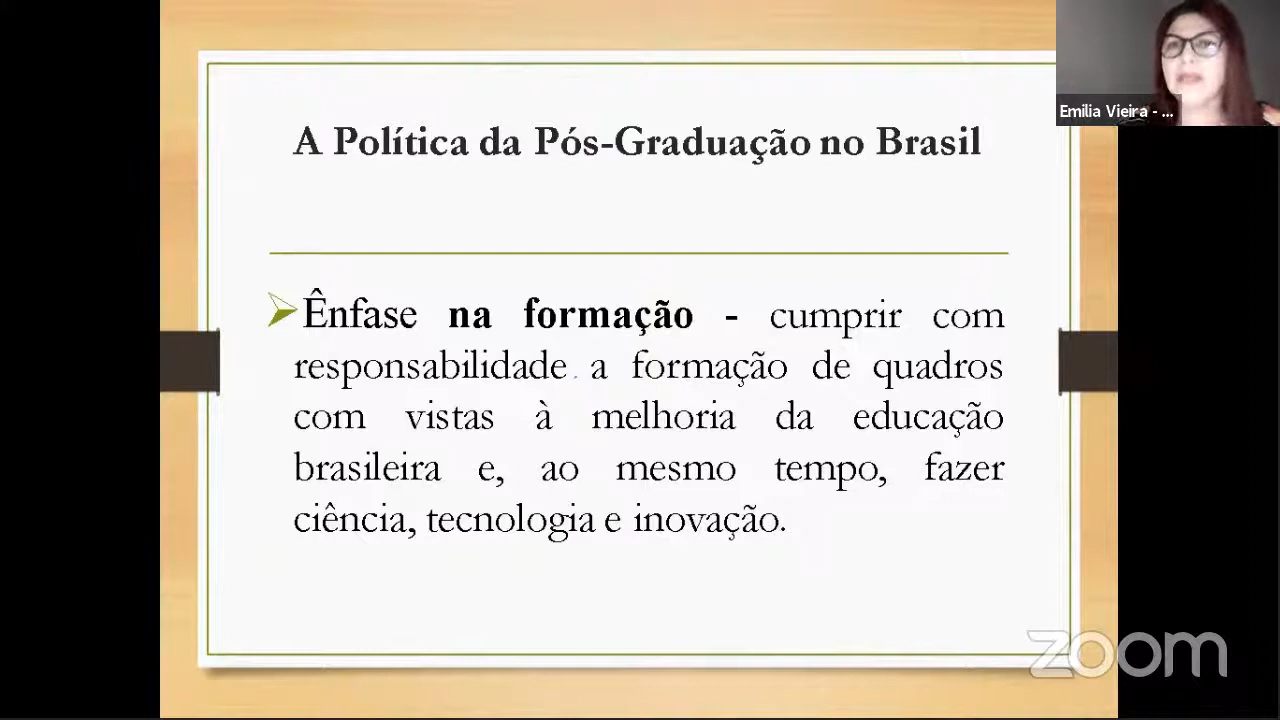 Emilia Vieira - ...
A Política da Pós-Graduação no Brasil
Ênfase na formação - cumprir com
responsabilidade a formação de quadros
com vistas à melhoria da educação
brasileira e, ao mesmo tempo, fazer
ciência, tecnologia e inovação.
zoom